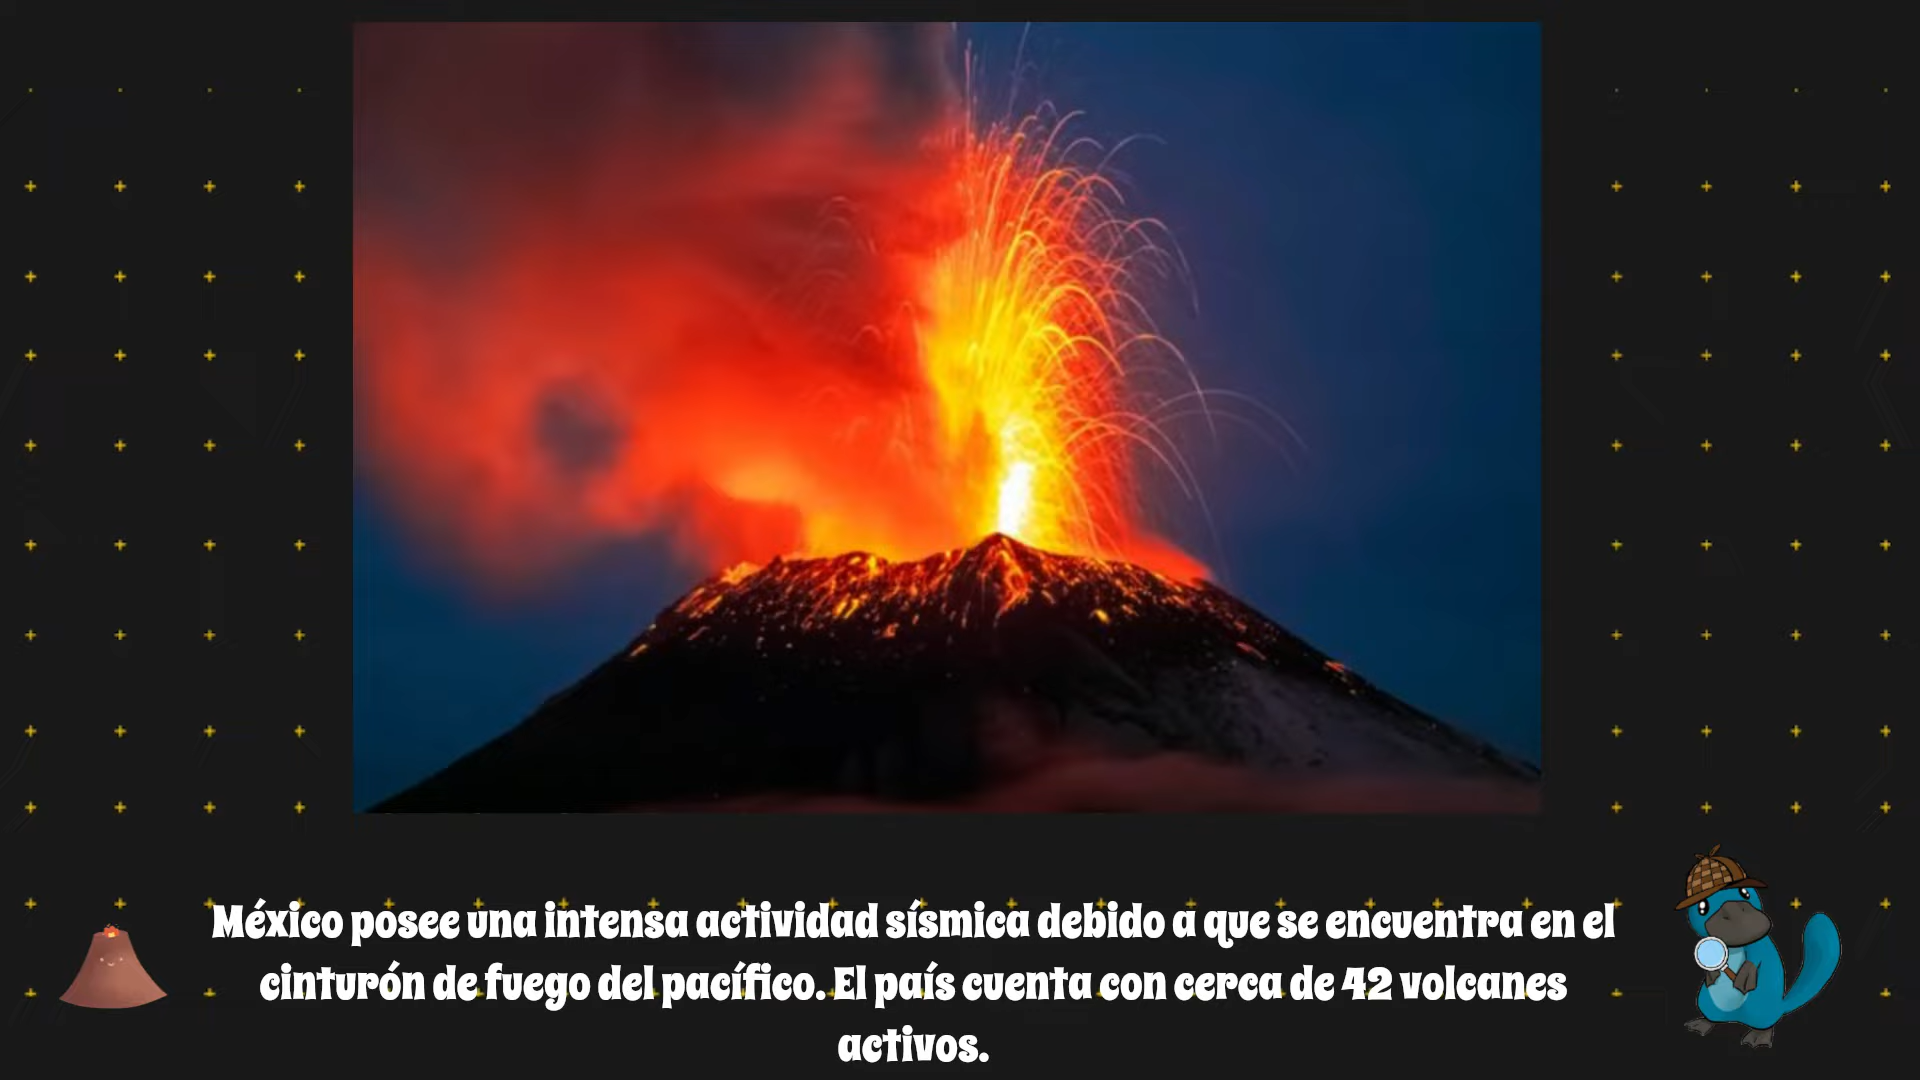 México posee una intensa actividad sísmica debido a que se encuentra en el
cinturón de fuego del pacífico. El país cuenta con cerca de 42 volcanes
activos.